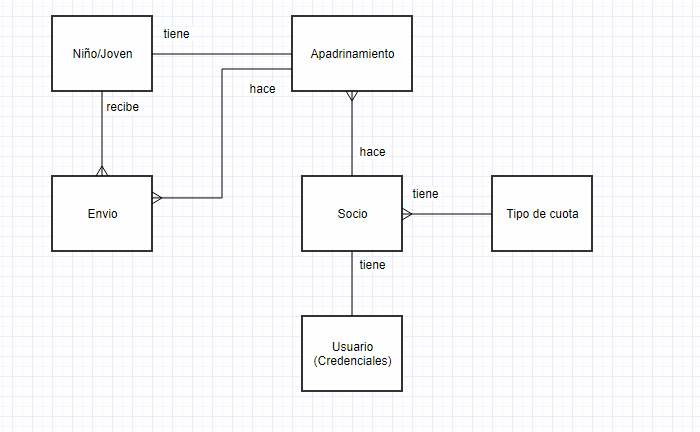 tiene
Niño/Joven
Apadrinamiento
hace
recibe
hace
tiene
Envio
Socio
Tipo de cuota
tiene
Usuario
(Credenciales)